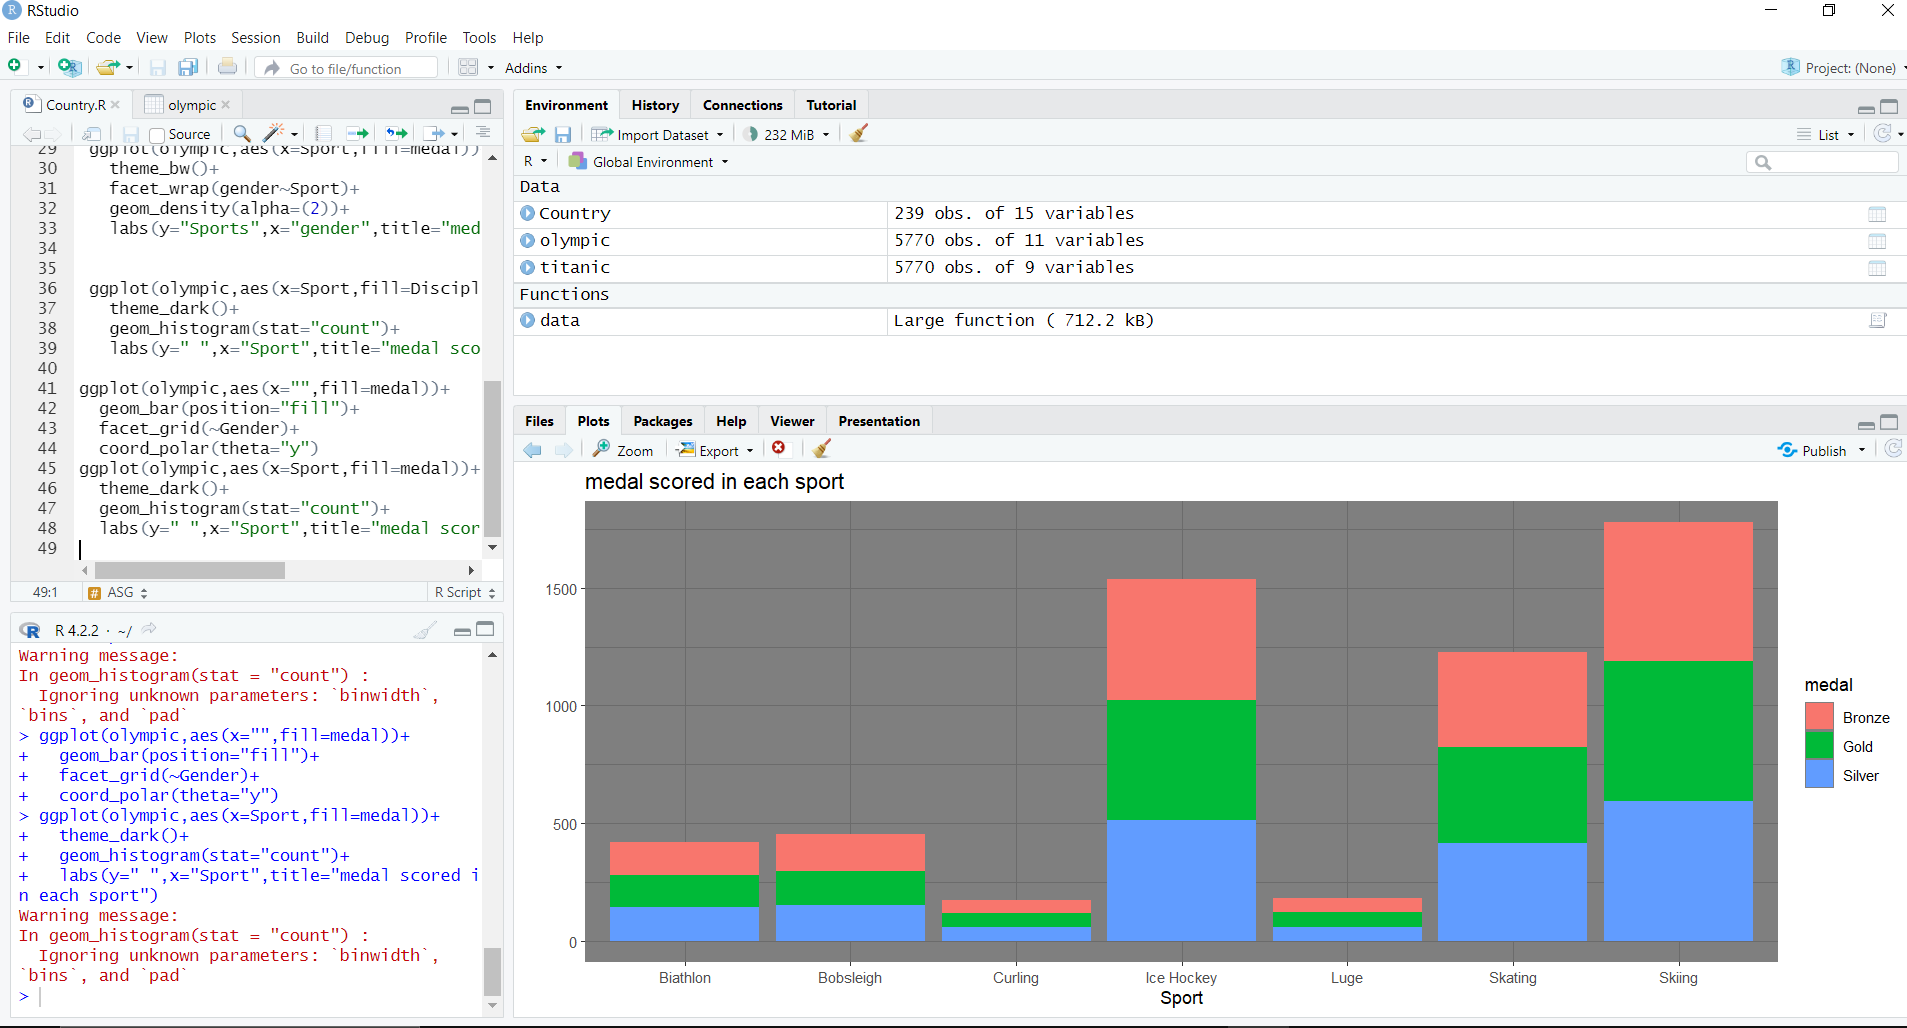 RStudio
File Edit Code View Plots Session Build Debug Profile Tools Help
Go to file/function Addins Project: (None)
Country.R olympic
Source
29 ggplot(olympic,aes(x=Sport,fill=medal))
30 theme_bw()+
31 facet_wrap(gender~Sport)+
32 geom_density(alpha=(2))+
33 labs(y="Sports",x="gender",title="med
34
35
36 ggplot(olympic,aes(x=Sport,fill=Discipl
37 theme_dark()+
38 geom_histogram(stat="count")+
39 labs(y=" ",x="Sport",title="medal sco
40
41 ggplot(olympic,aes(x="",fill=medal))+
42 geom_bar(position="fill")+
43 facet_grid(~Gender)+
44 coord_polar(theta="y")
45 ggplot(olympic,aes(x=Sport,fill=medal))+
46 theme_dark()+
47 geom_histogram(stat="count")+
48 labs(y=" ",x="Sport",title="medal scor
49
49:1 # ASG R Script
R 4.2.2 · ~/
Warning message:
In geom_histogram(stat = "count") :
Ignoring unknown parameters: `binwidth`,
`bins`, and `pad`
> ggplot(olympic,aes(x="",fill=medal))+
+ geom_bar(position="fill")+
+ facet_grid(~Gender)+
+ coord_polar(theta="y")
> ggplot(olympic,aes(x=Sport,fill=medal))+
+ theme_dark()+
+ geom_histogram(stat="count")+
+ labs(y=" ",x="Sport",title="medal scored i
n each sport")
Warning message:
In geom_histogram(stat = "count") :
Ignoring unknown parameters: `binwidth`,
`bins`, and `pad`
>
Environment History Connections Tutorial
Import Dataset 232 MiB List
R Global Environment
Data
Country 239 obs. of 15 variables
olympic 5770 obs. of 11 variables
titanic 5770 obs. of 9 variables
Functions
data Large function ( 712.2 kB)
Files Plots Packages Help Viewer Presentation
Zoom Export Publish
medal scored in each sport
1500
1000
500
0
Biathlon Bobsleigh Curling Ice Hockey Luge Skating Skiing
Sport
medal
Bronze
Gold
Silver